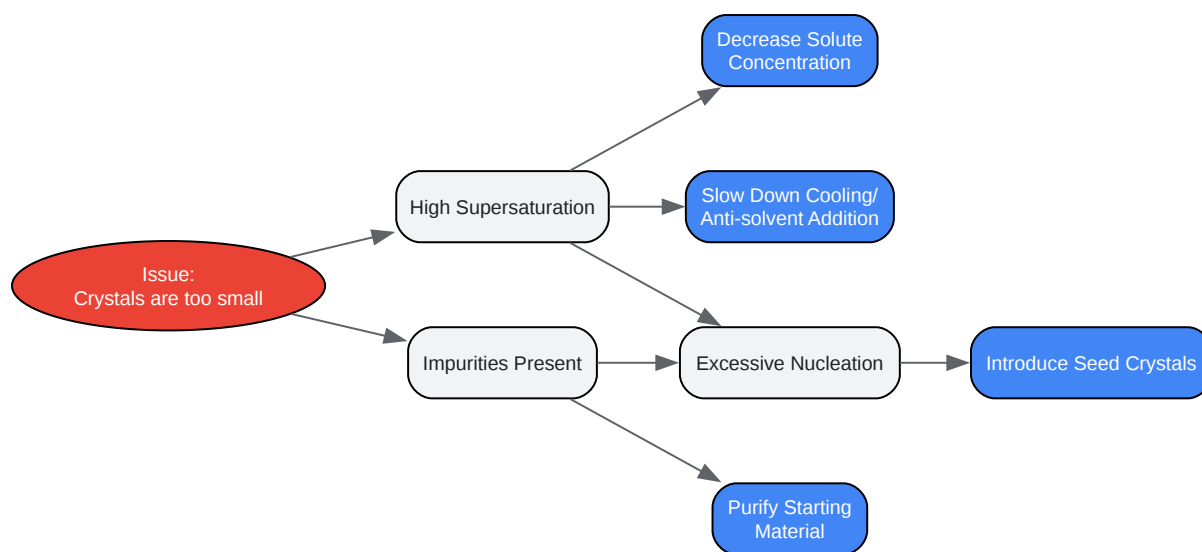 Decrease Solute
Concentration
High Supersaturation
Slow Down Cooling/
Anti-solvent Addition
Issue:
Crystals are too small
Impurities Present
Excessive Nucleation
Introduce Seed Crystals
Purify Starting
Material